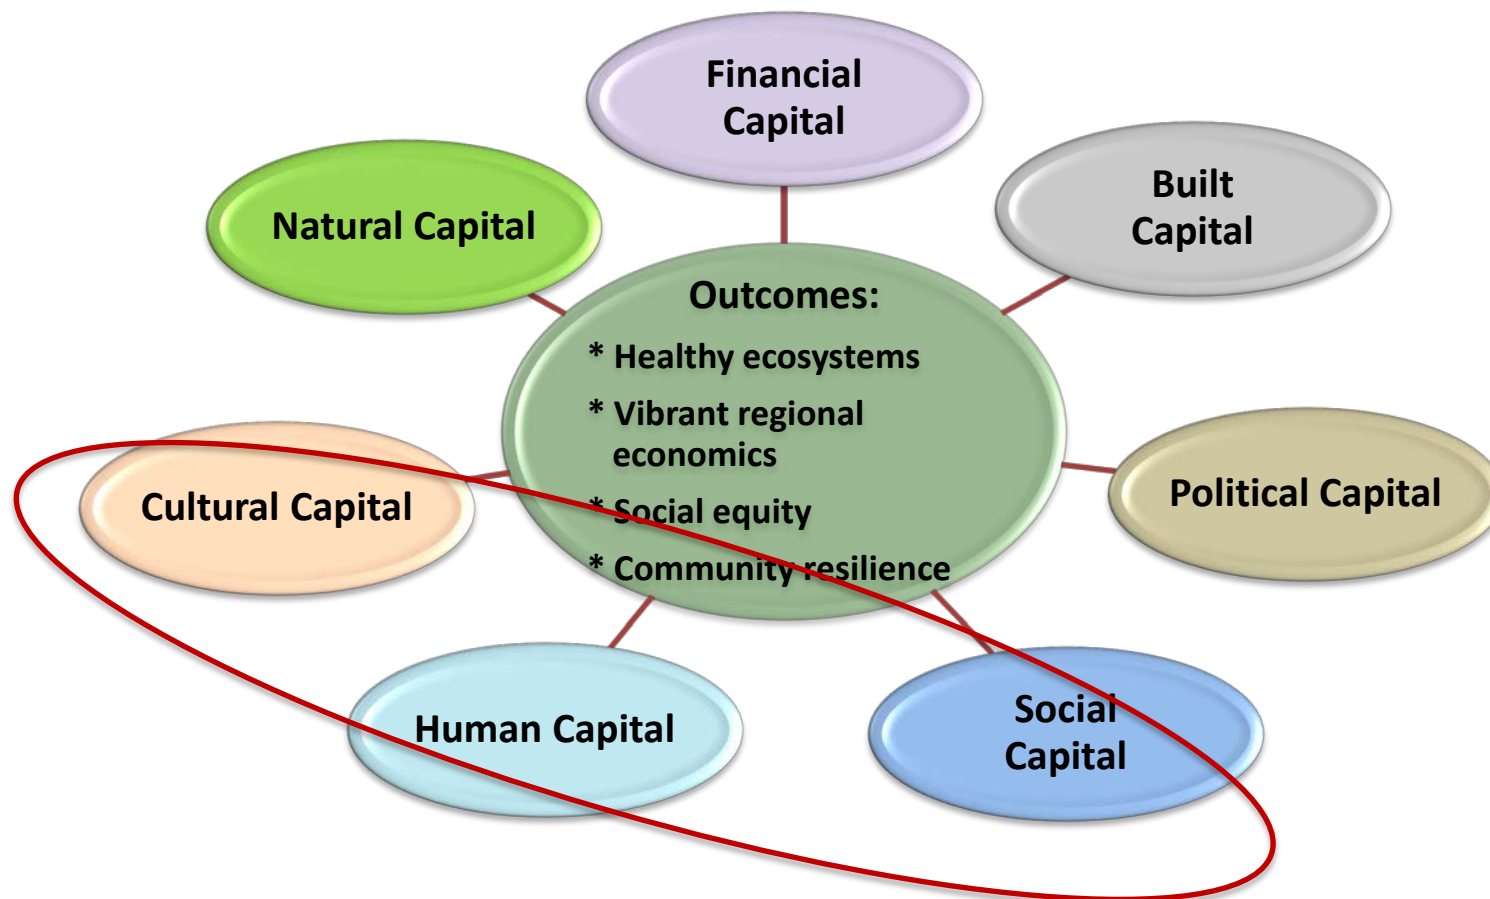 Financial
Capital
Built
Capital
Natural Capital
Outcomes:
* Healthy ecosystems
* Vibrant regional
economics
* Social equity
* Community resilience
Cultural Capital
Political Capital
Human Capital
Social
Capital